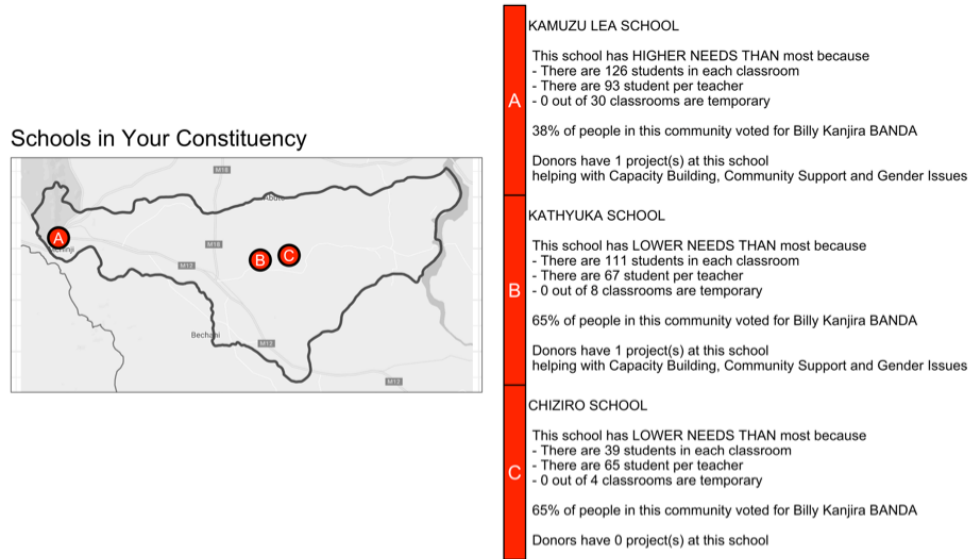 Schools in Your Constituency
M18
M18
M12
Bechani
M12
M12
A
B
C
A
KAMUZU LEA SCHOOL
This school has HIGHER NEEDS THAN most because
- There are 126 students in each classroom
- There are 93 student per teacher
- 0 out of 30 classrooms are temporary
38% of people in this community voted for Billy Kanjira BANDA
Donors have 1 project(s) at this school
helping with Capacity Building, Community Support and Gender Issues
B
KATHYUKA SCHOOL
This school has LOWER NEEDS THAN most because
- There are 111 students in each classroom
- There are 67 student per teacher
- 0 out of 8 classrooms are temporary
65% of people in this community voted for Billy Kanjira BANDA
Donors have 1 project(s) at this school
helping with Capacity Building, Community Support and Gender Issues
C
CHIZIRO SCHOOL
This school has LOWER NEEDS THAN most because
- There are 39 students in each classroom
- There are 65 student per teacher
- 0 out of 4 classrooms are temporary
65% of people in this community voted for Billy Kanjira BANDA
Donors have 0 project(s) at this school